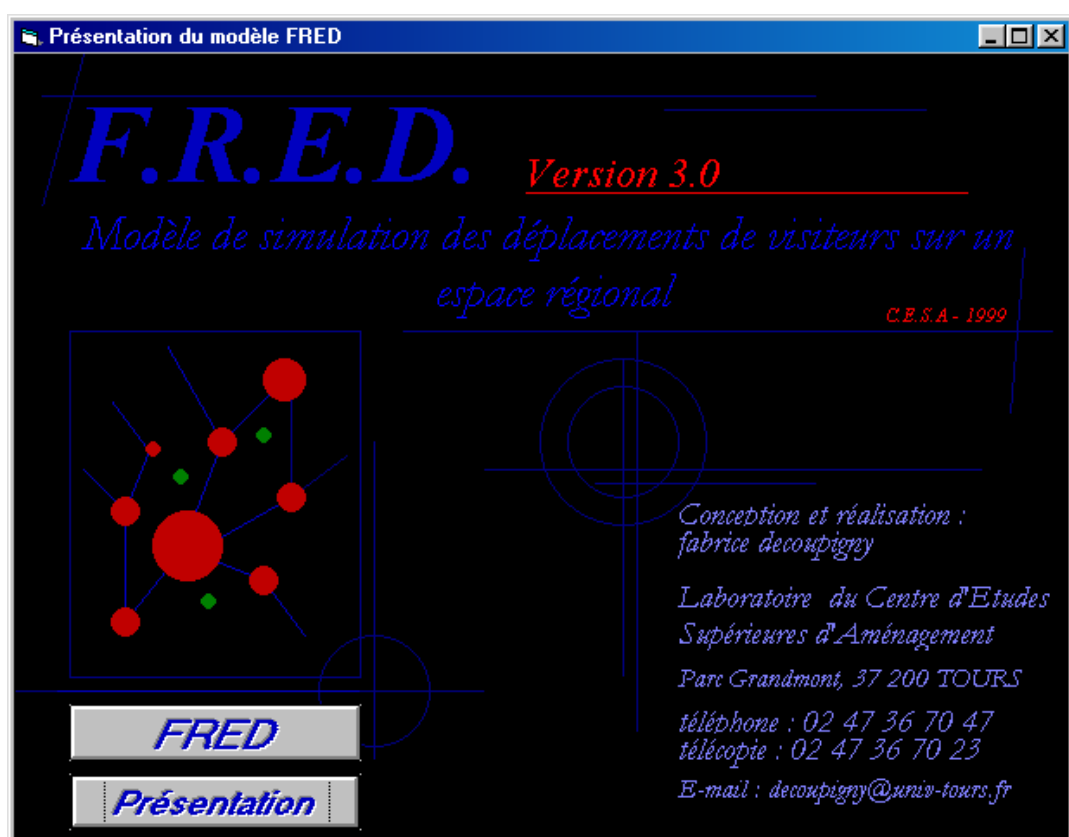 Présentation du modèle FRED
F.R.E.D.
Version 3.0
Modèle de simulation des déplacements de visiteurs sur un
espace régional
C.E.S.A - 1999
Conception et réalisation :
fabrice decoupigny
Laboratoire du Centre d'Etudes
Supérieures d'Aménagement
Parc Grandmont, 37 200 TOURS
téléphone : 02 47 36 70 47
télécopie : 02 47 36 70 23
E-mail : decoupigny@univ-tours.fr
FRED
Présentation